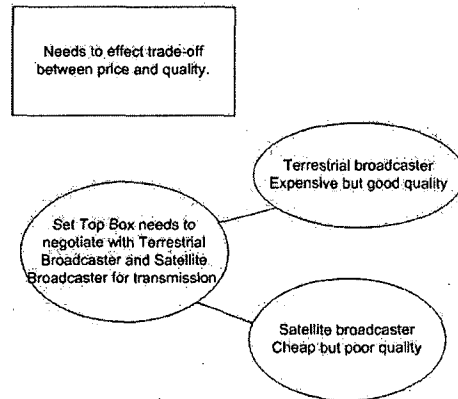 Needs to effect trade-off
between price and quality.
Terrestrial broadcaster
Expensive but good quality
Set Top Box needs to
negotiate with Terrestrial
Broadcaster and Satellite
Broadcaster for transmission
Satellite broadcaster
Cheap but poor quality